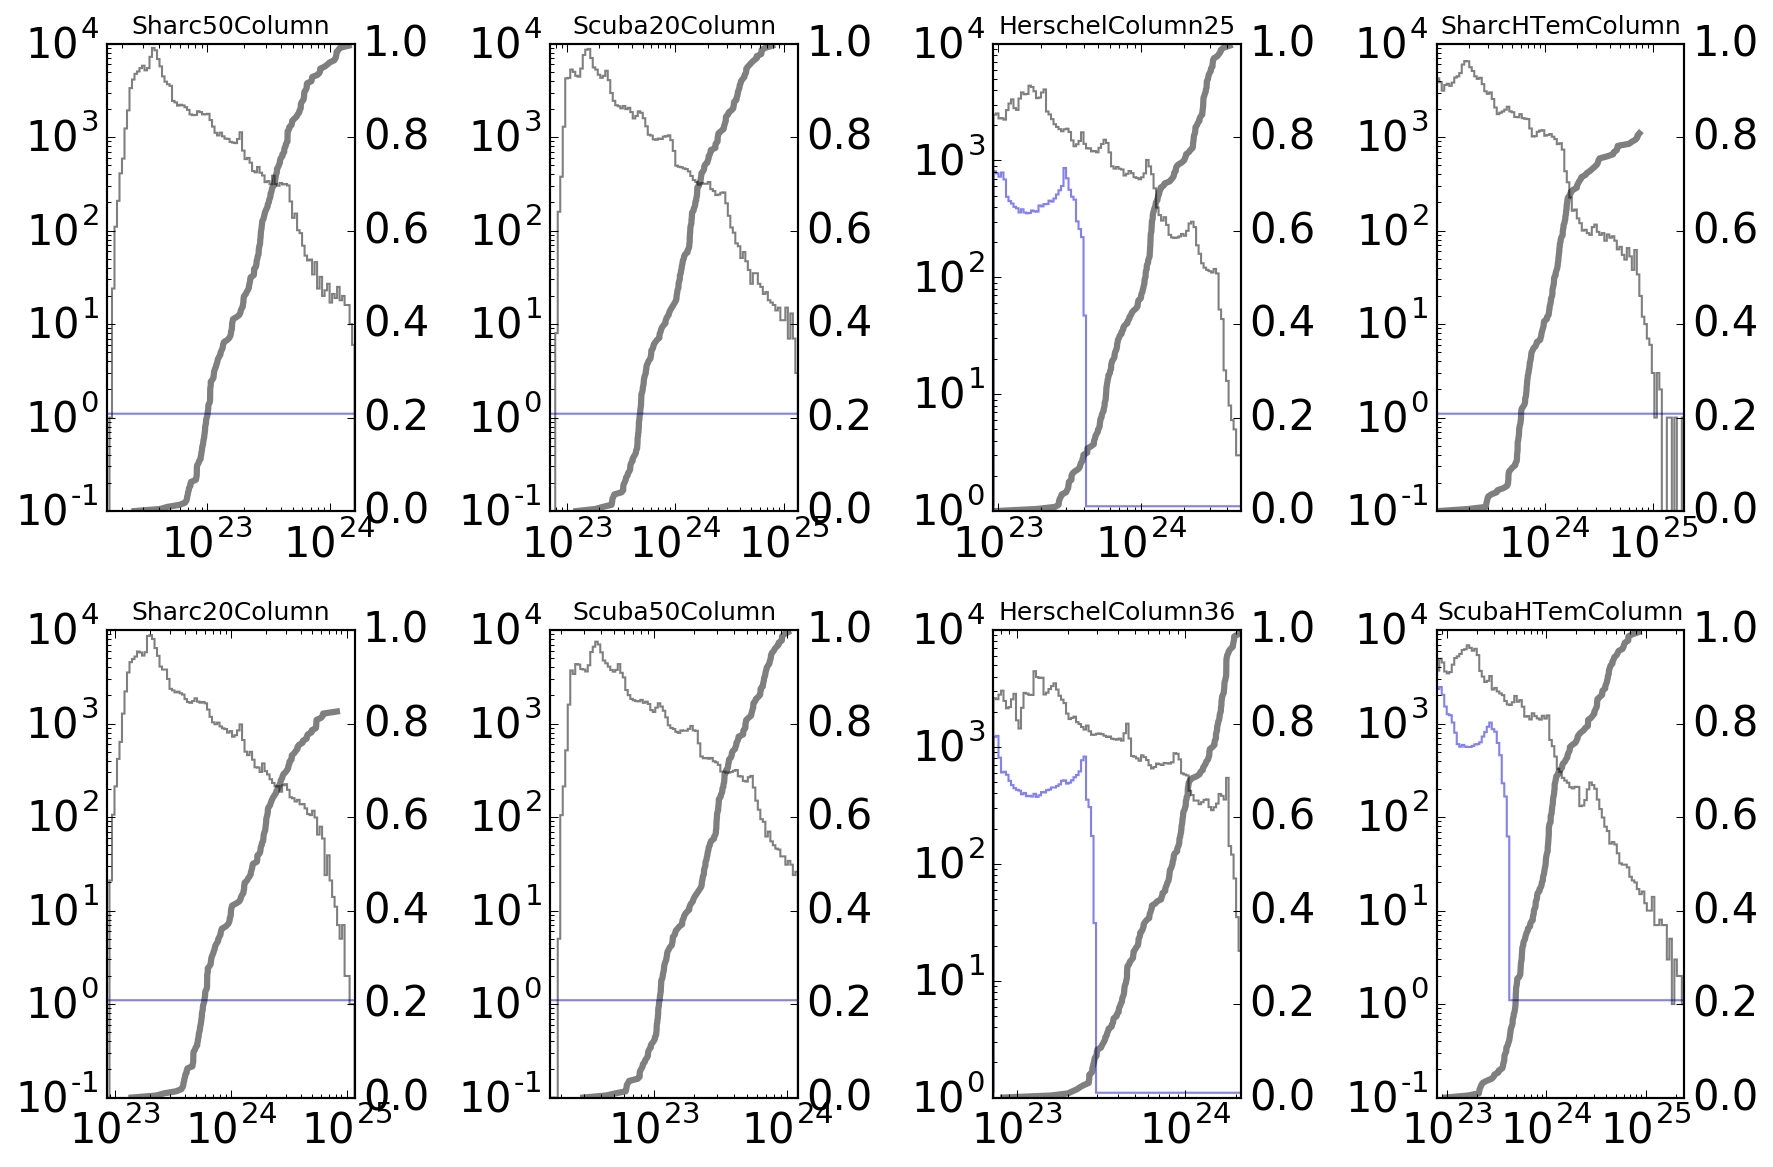 Sharc50Column
Scuba20Column
HerschelColumn25
SharcHTemColumn
10^4 10^3 10^2 10^1 10^0 10^-1
1.0 0.8 0.6 0.4 0.2 0.0
10^23 10^24
10^4 10^3 10^2 10^1 10^0 10^-1
1.0 0.8 0.6 0.4 0.2 0.0
10^23 10^24 10^25
10^4 10^3 10^2 10^1 10^0
1.0 0.8 0.6 0.4 0.2 0.0
10^23 10^24
10^4 10^3 10^2 10^1 10^0 10^-1
1.0 0.8 0.6 0.4 0.2 0.0
10^24 10^25
Sharc20Column
Scuba50Column
HerschelColumn36
ScubaHTemColumn
10^4 10^3 10^2 10^1 10^0 10^-1
1.0 0.8 0.6 0.4 0.2 0.0
10^23 10^24 10^25
10^4 10^3 10^2 10^1 10^0 10^-1
1.0 0.8 0.6 0.4 0.2 0.0
10^23 10^24
10^4 10^3 10^2 10^1 10^0
1.0 0.8 0.6 0.4 0.2 0.0
10^23 10^24
10^4 10^3 10^2 10^1 10^0 10^-1
1.0 0.8 0.6 0.4 0.2 0.0
10^23 10^24 10^25